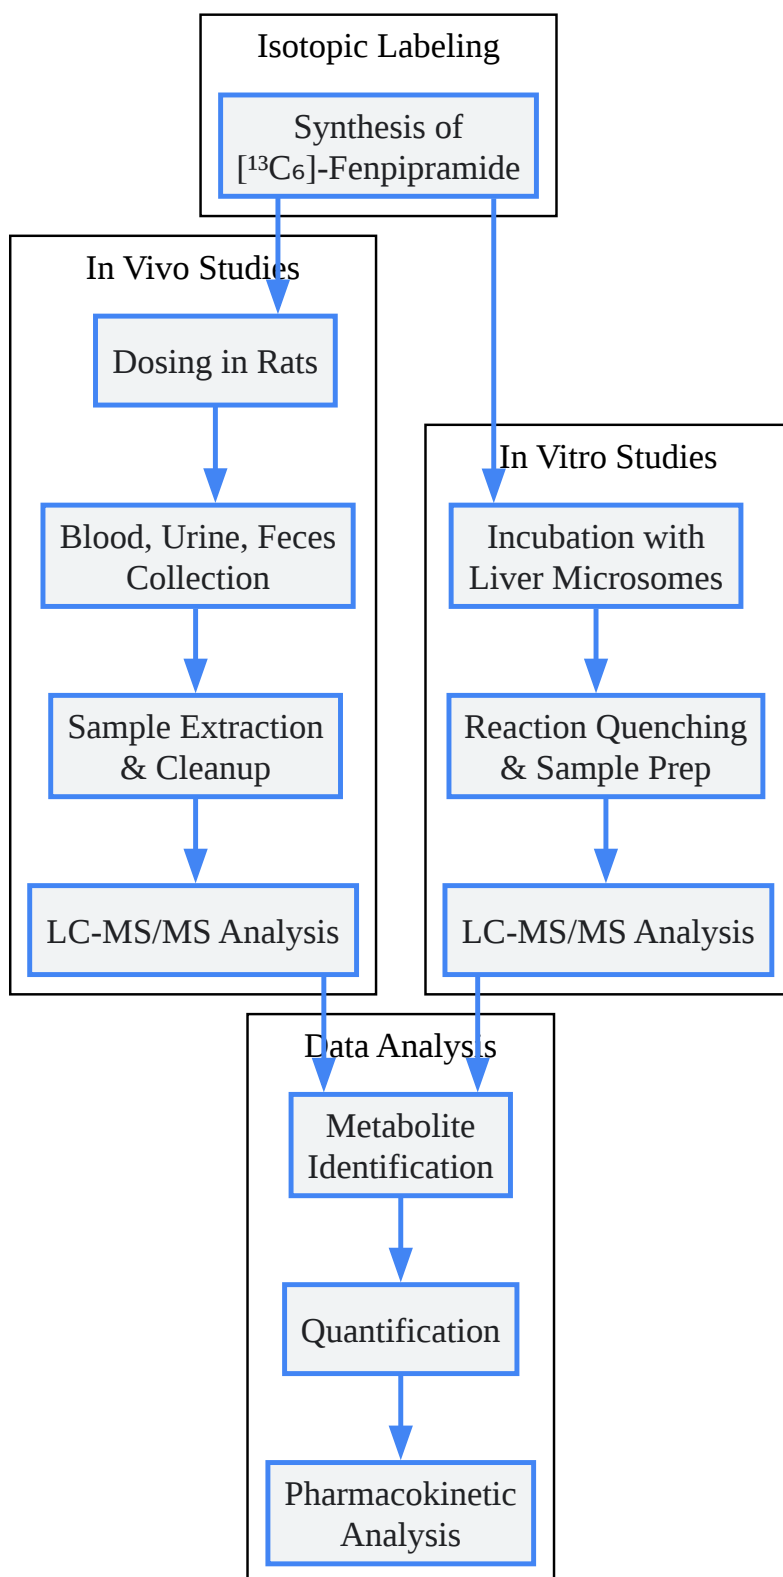 Isotopic Labeling
Synthesis of
[¹³C₆]-Fenpipramide
In Vivo Studies
Dosing in Rats
Blood, Urine, Feces
Collection
Sample Extraction
& Cleanup
LC-MS/MS Analysis
In Vitro Studies
Incubation with
Liver Microsomes
Reaction Quenching
& Sample Prep
LC-MS/MS Analysis
Data Analysis
Metabolite
Identification
Quantification
Pharmacokinetic
Analysis